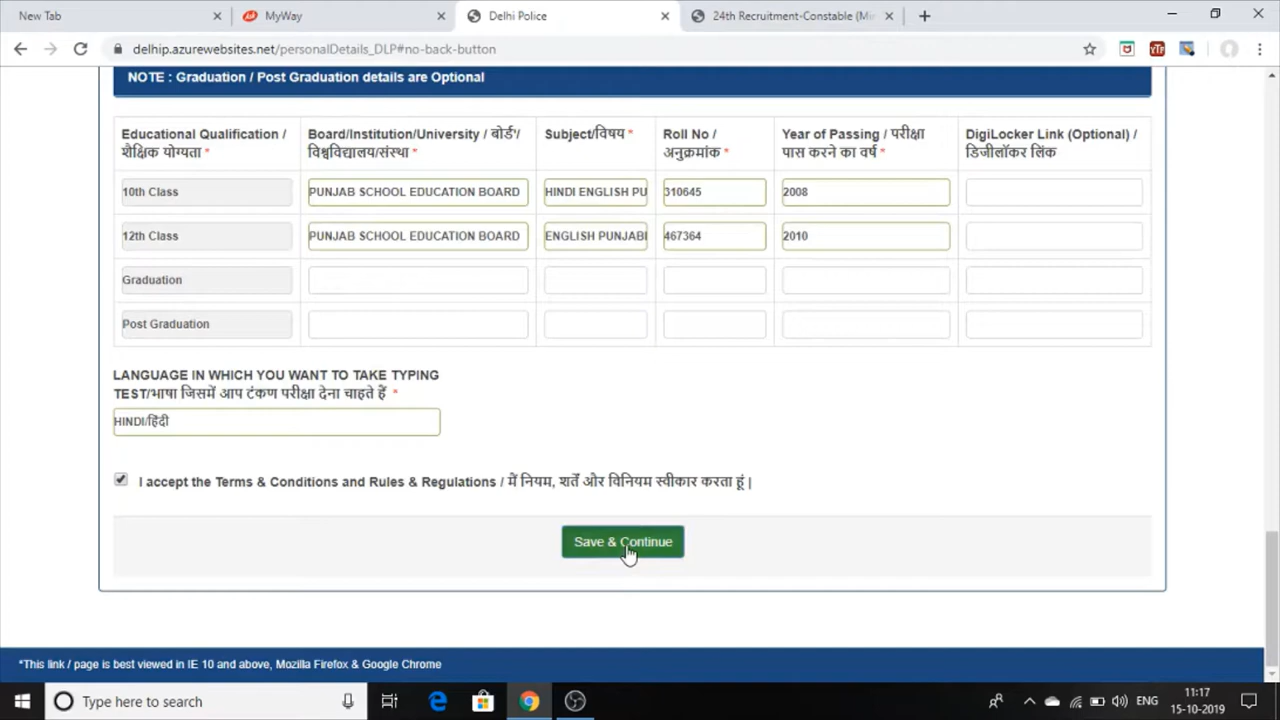 New Tab
MyWay
Delhi Police
24th Recruitment-Constable (Min
delhip.azurewebsites.net/personalDetails_DLP#no-back-button
NOTE : Graduation / Post Graduation details are Optional
Educational Qualification / शैक्षिक योग्यता *
Board/Institution/University / बोर्ड/ विश्वविद्यालय/संस्था *
Subject/विषय *
Roll No / अनुक्रमांक *
Year of Passing / परीक्षा पास करने का वर्ष *
DigiLocker Link (Optional) / डिजीलॉकर लिंक
10th Class PUNJAB SCHOOL EDUCATION BOARD HINDI ENGLISH PU 310645 2008
12th Class PUNJAB SCHOOL EDUCATION BOARD ENGLISH PUNJABI 467364 2010
Graduation
Post Graduation
LANGUAGE IN WHICH YOU WANT TO TAKE TYPING
TEST/भाषा जिसमें आप टंकण परीक्षा देना चाहते हैं *
HINDI/हिंदी
I accept the Terms & Conditions and Rules & Regulations / मैं नियम, शर्तें और विनियम स्वीकार करता हूं |
Save & Continue
*This link / page is best viewed in IE 10 and above, Mozilla Firefox & Google Chrome
Type here to search
ENG
11:17
15-10-2019